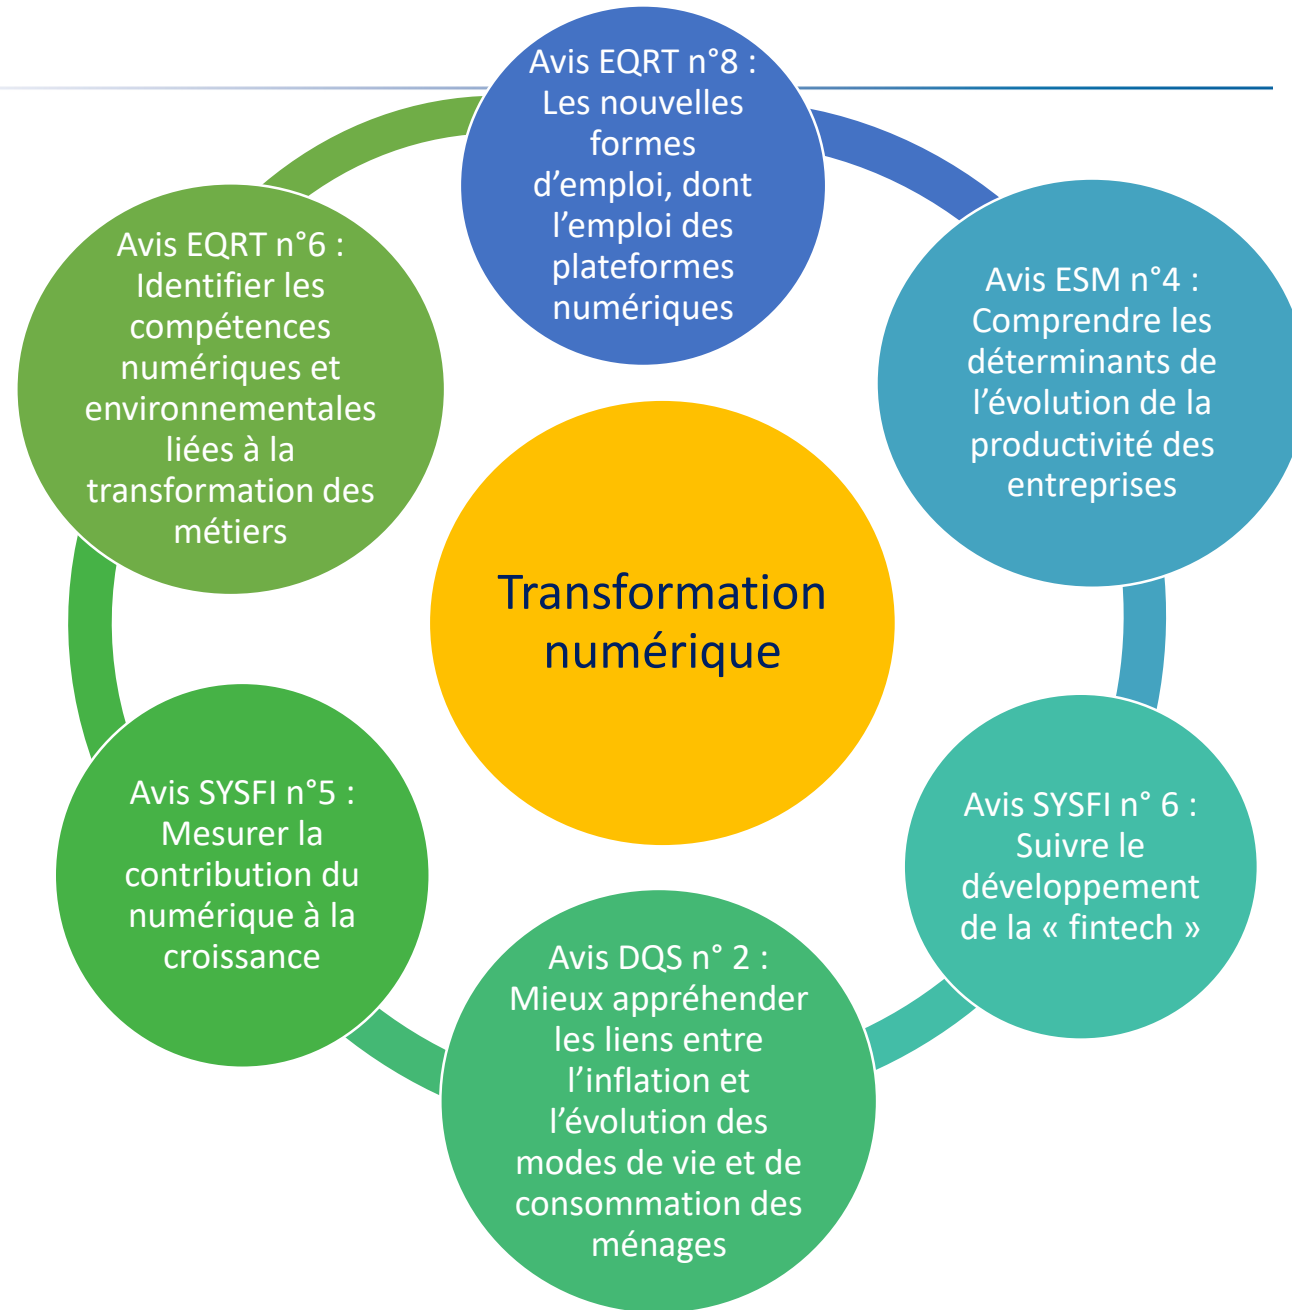 Avis EQRT n°8 :
Les nouvelles
formes
d’emploi, dont
l’emploi des
plateformes
numériques
Avis ESM n°4 :
Comprendre les
déterminants de
l’évolution de la
productivité des
entreprises
Avis SYSFI n° 6 :
Suivre le
développement
de la « fintech »
Avis DQS n° 2 :
Mieux appréhender
les liens entre
l’inflation et
l’évolution des
modes de vie et de
consommation des
ménages
Avis SYSFI n°5 :
Mesurer la
contribution du
numérique à la
croissance
Avis EQRT n°6 :
Identifier les
compétences
numériques et
environnementales
liées à la
transformation des
métiers
Transformation
numérique